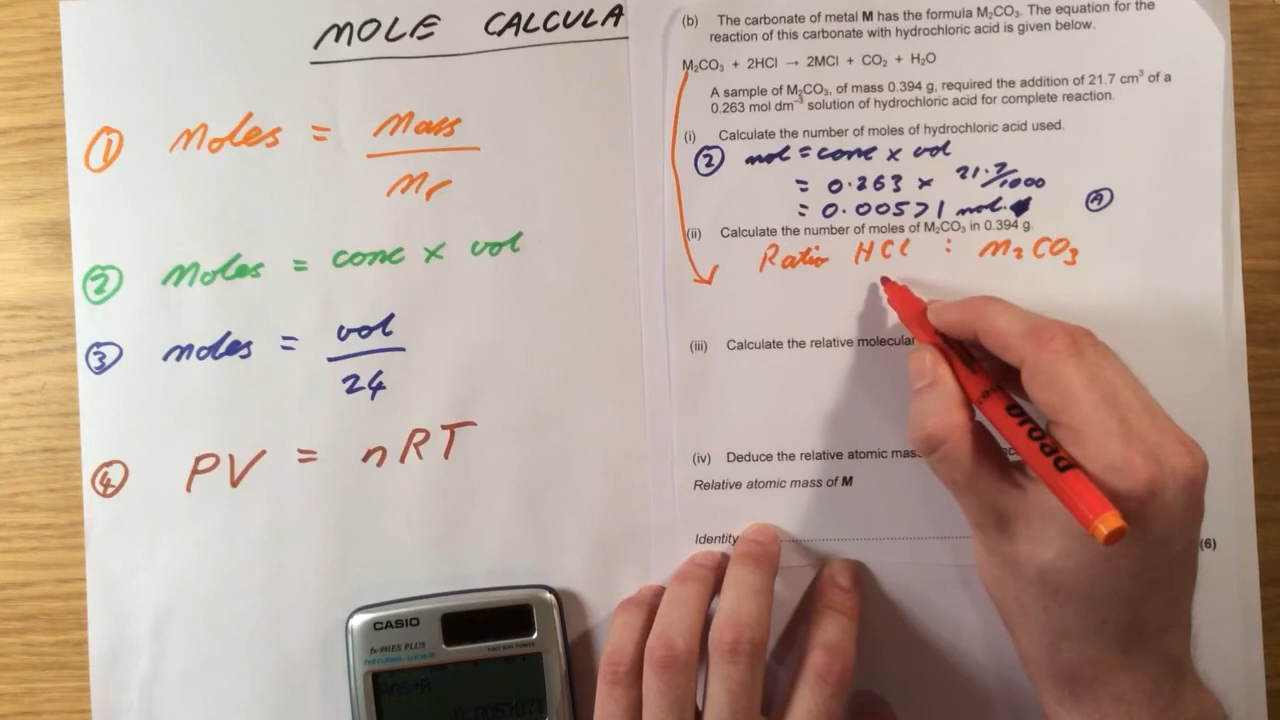 MOLE CALCULA
① Moles = Mass
Mr
② Moles = conc × vol
③ moles = vol
24
④ PV = nRT
(b) The carbonate of metal M has the formula M₂CO₃. The equation for the
reaction of this carbonate with hydrochloric acid is given below.
M₂CO₃ + 2HCl → 2MCl + CO₂ + H₂O
A sample of M₂CO₃, of mass 0.394 g, required the addition of 21.7 cm³ of a
0.263 mol dm⁻³ solution of hydrochloric acid for complete reaction.
(i) Calculate the number of moles of hydrochloric acid used.
② mol = conc × vol
= 0.263 × 21.7/1000
= 0.00571 mol. Ⓐ
(ii) Calculate the number of moles of M₂CO₃ in 0.394 g.
Ratio HCl : M₂CO₃
(iii) Calculate the relative molecular
(iv) Deduce the relative atomic mas
Relative atomic mass of M
Identity
(6)
CASIO
fx-991ES PLUS
TWO WAY POWER
NATURAL-V.P.A.M.
Ans→A